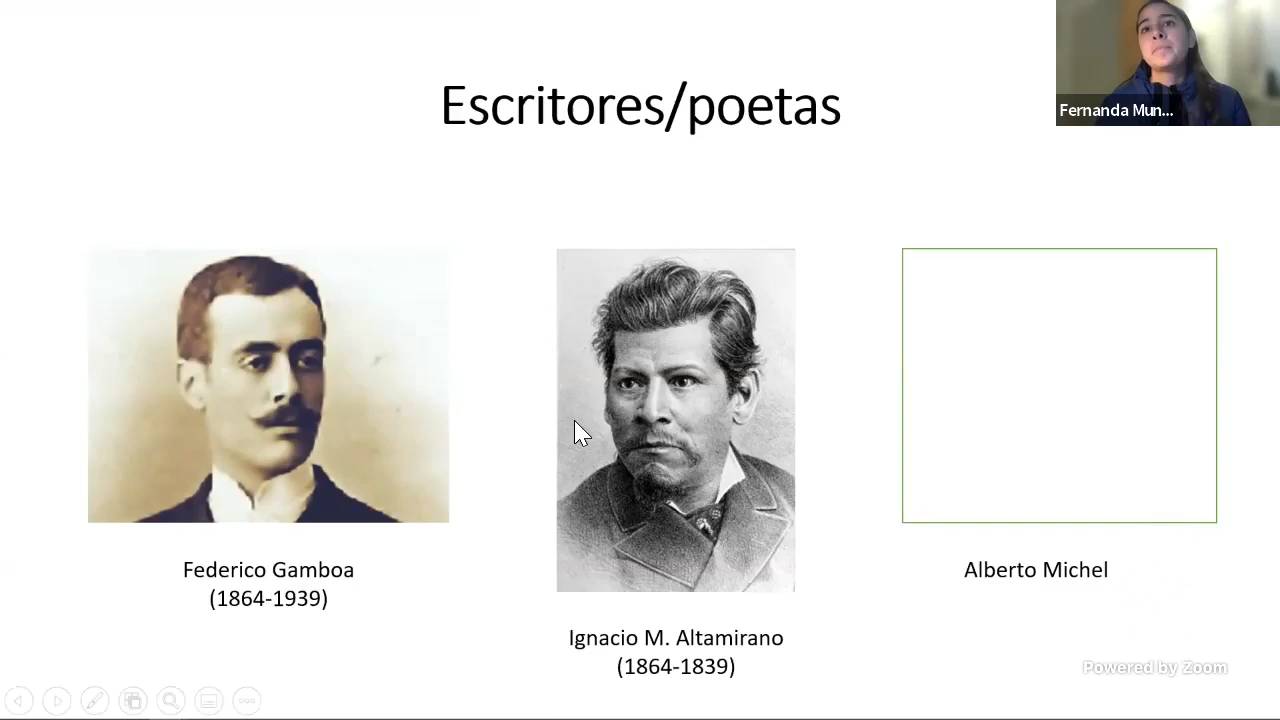 Escritores/poetas
Fernanda Mun...
Federico Gamboa
(1864-1939)
Ignacio M. Altamirano
(1864-1839)
Alberto Michel
Powered by Zoom